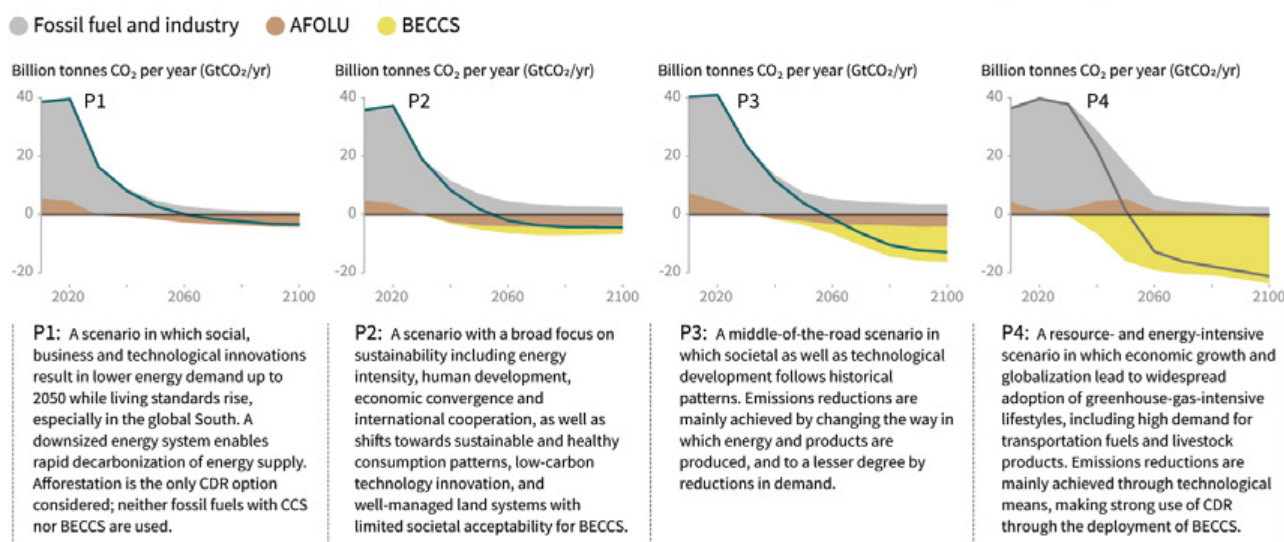 Fossil fuel and industry AFOLU BECCS
Billion tonnes CO₂ per year (GtCO₂/yr)
40
20
0
-20
P1
2020 2060 2100
Billion tonnes CO₂ per year (GtCO₂/yr)
40
20
0
-20
P2
2020 2060 2100
Billion tonnes CO₂ per year (GtCO₂/yr)
40
20
0
-20
P3
2020 2060 2100
Billion tonnes CO₂ per year (GtCO₂/yr)
40
20
0
-20
P4
2020 2060 2100
P1: A scenario in which social,
business and technological innovations
result in lower energy demand up to
2050 while living standards rise,
especially in the global South. A
downsized energy system enables
rapid decarbonization of energy supply.
Afforestation is the only CDR option
considered; neither fossil fuels with CCS
nor BECCS are used.
P2: A scenario with a broad focus on
sustainability including energy
intensity, human development,
economic convergence and
international cooperation, as well as
shifts towards sustainable and healthy
consumption patterns, low-carbon
technology innovation, and
well-managed land systems with
limited societal acceptability for BECCS.
P3: A middle-of-the-road scenario in
which societal as well as technological
development follows historical
patterns. Emissions reductions are
mainly achieved by changing the way in
which energy and products are
produced, and to a lesser degree by
reductions in demand.
P4: A resource- and energy-intensive
scenario in which economic growth and
globalization lead to widespread
adoption of greenhouse-gas-intensive
lifestyles, including high demand for
transportation fuels and livestock
products. Emissions reductions are
mainly achieved through technological
means, making strong use of CDR
through the deployment of BECCS.